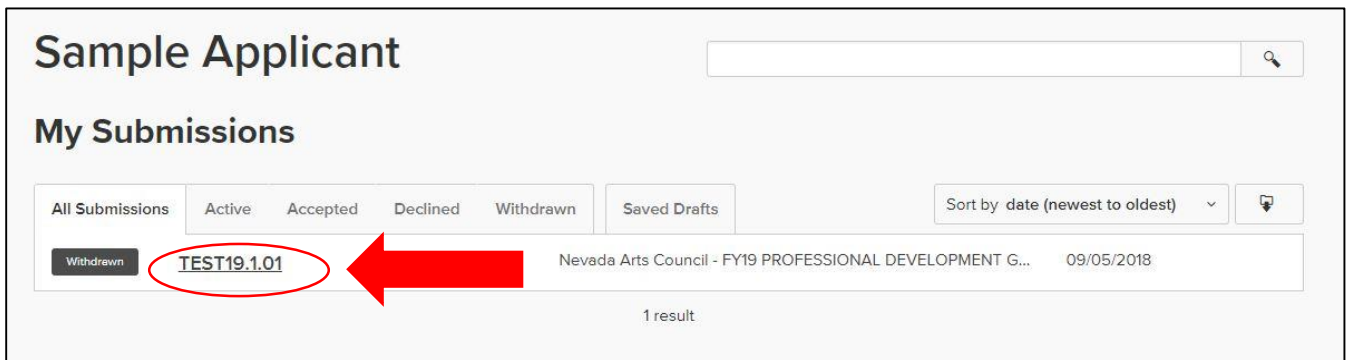 Sample Applicant
My Submissions
All Submissions Active Accepted Declined Withdrawn Saved Drafts Sort by date (newest to oldest)
Withdrawn TEST19.1.01 Nevada Arts Council - FY19 PROFESSIONAL DEVELOPMENT G... 09/05/2018
1 result